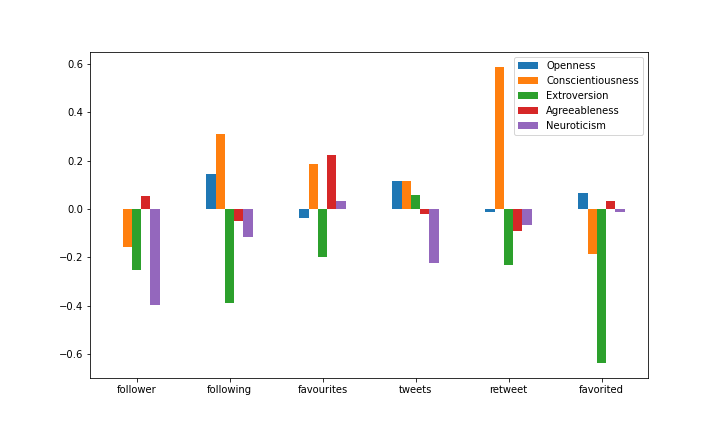 0.6
0.4
0.2
0.0
−0.2
−0.4
−0.6
follower following favourites tweets retweet favorited
Openness
Conscientiousness
Extroversion
Agreeableness
Neuroticism